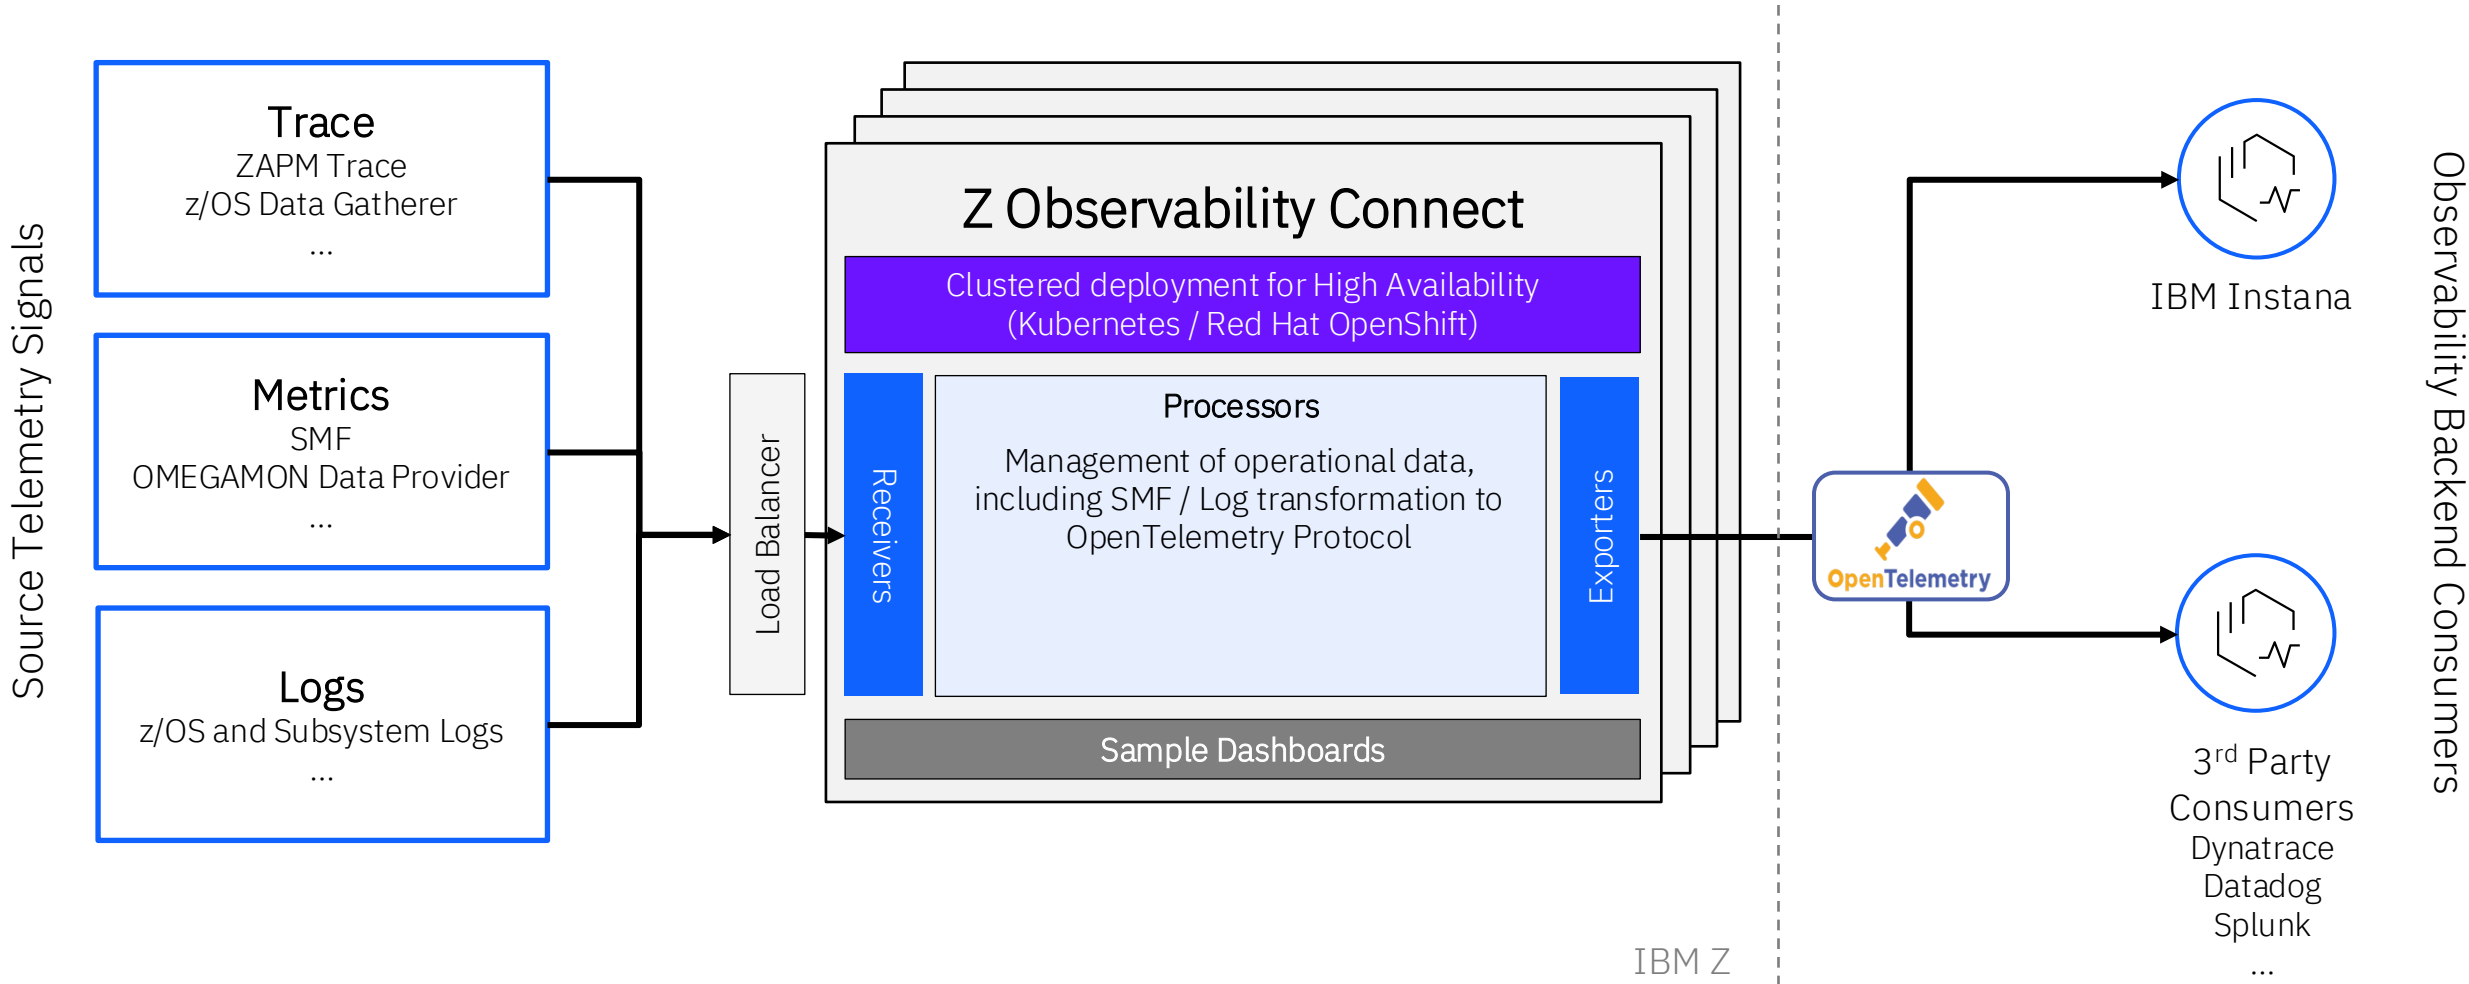 Source Telemetry Signals
Trace
ZAPM Trace
z/OS Data Gatherer
...
Metrics
SMF
OMEGAMON Data Provider
...
Logs
z/OS and Subsystem Logs
...
Load Balancer
Z Observability Connect
Clustered deployment for High Availability
(Kubernetes / Red Hat OpenShift)
Receivers
Processors
Management of operational data,
including SMF / Log transformation to
OpenTelemetry Protocol
Exporters
Sample Dashboards
IBM Z
OpenTelemetry
IBM Instana
3rd Party
Consumers
Dynatrace
Datadog
Splunk
...
Observability Backend Consumers